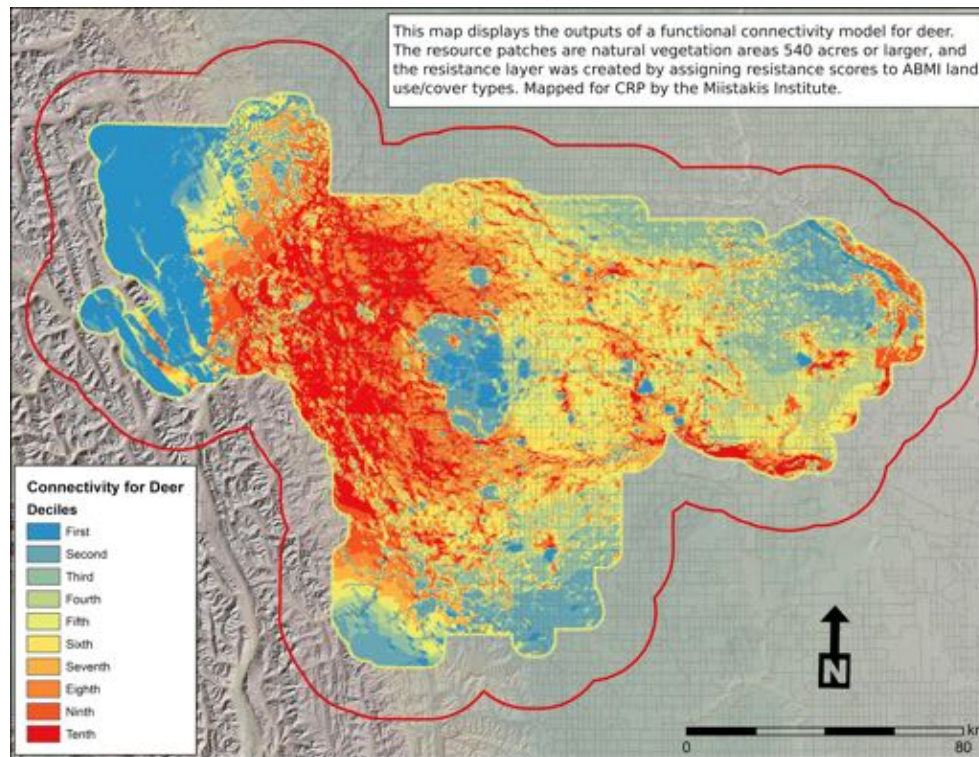 This map displays the outputs of a functional connectivity model for deer.
The resource patches are natural vegetation areas 540 acres or larger, and
the resistance layer was created by assigning resistance scores to ABMI land
use/cover types. Mapped for CRP by the Miistakis Institute.
Connectivity for Deer
Deciles
First
Second
Third
Fourth
Fifth
Sixth
Seventh
Eighth
Ninth
Tenth
N
km
0 80